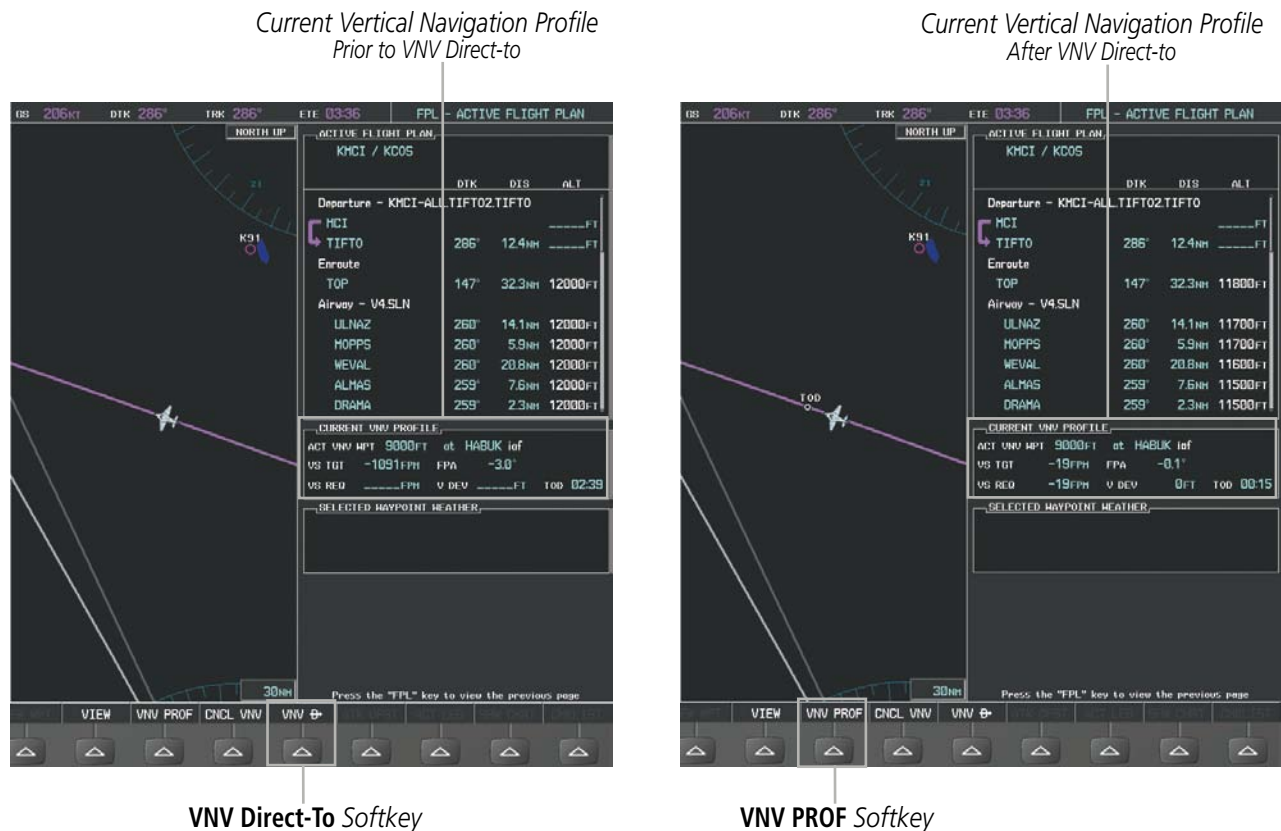 Current Vertical Navigation Profile
Prior to VNV Direct-to
GS 206KT DTK 286° TRK 286° ETE 03:36 FPL - ACTIVE FLIGHT PLAN
NORTH UP
21
K91
30NM
ACTIVE FLIGHT PLAN
KMCI / KCOS
DTK DIS ALT
Departure - KMCI-ALL.TIFTO2.TIFTO
MCI _____FT
TIFTO 286° 12.4NM _____FT
Enroute
TOP 147° 32.3NM 12000FT
Airway - V4.SLN
ULNAZ 260° 14.1NM 12000FT
MOPPS 260° 5.9NM 12000FT
WEVAL 260° 20.8NM 12000FT
ALMAS 259° 7.6NM 12000FT
DRAMA 259° 2.3NM 12000FT
CURRENT VNV PROFILE
ACT VNV WPT 9000FT at HABUK iaf
VS TGT -1091FPM FPA -3.0°
VS REQ _____FPM V DEV _____FT TOD 02:39
SELECTED WAYPOINT WEATHER
Press the "FPL" key to view the previous page
VIEW VNV PROF CNCL VNV VNV
VNV Direct-To Softkey
Current Vertical Navigation Profile
After VNV Direct-to
GS 206KT DTK 286° TRK 286° ETE 03:36 FPL - ACTIVE FLIGHT PLAN
NORTH UP
21
K91
TOD
30NM
ACTIVE FLIGHT PLAN
KMCI / KCOS
DTK DIS ALT
Departure - KMCI-ALL.TIFTO2.TIFTO
MCI _____FT
TIFTO 286° 12.4NM _____FT
Enroute
TOP 147° 32.3NM 11800FT
Airway - V4.SLN
ULNAZ 260° 14.1NM 11700FT
MOPPS 260° 5.9NM 11700FT
WEVAL 260° 20.8NM 11600FT
ALMAS 259° 7.6NM 11500FT
DRAMA 259° 2.3NM 11500FT
CURRENT VNV PROFILE
ACT VNV WPT 9000FT at HABUK iaf
VS TGT -19FPM FPA -0.1°
VS REQ -19FPM V DEV 0FT TOD 00:15
SELECTED WAYPOINT WEATHER
Press the "FPL" key to view the previous page
VIEW VNV PROF CNCL VNV VNV
VNV PROF Softkey